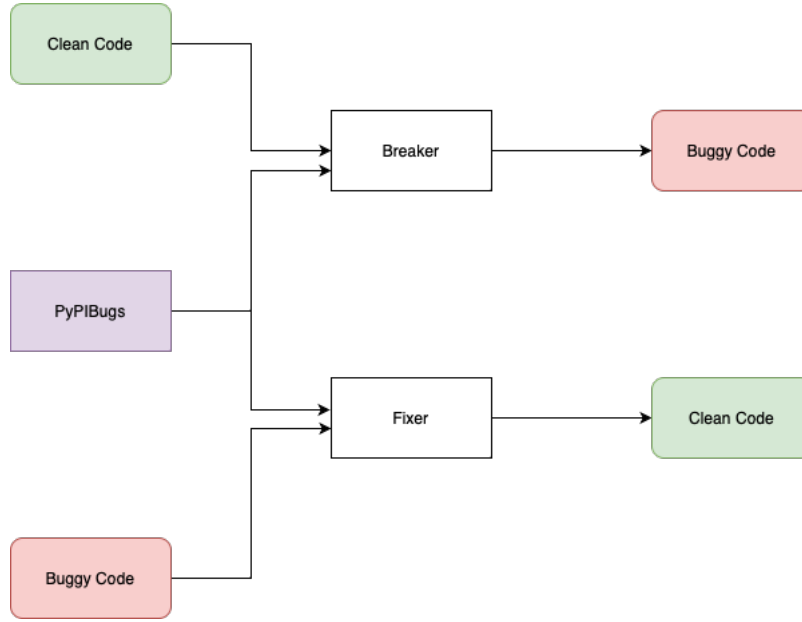 Clean Code
Breaker
Buggy Code
PyPIBugs
Fixer
Clean Code
Buggy Code